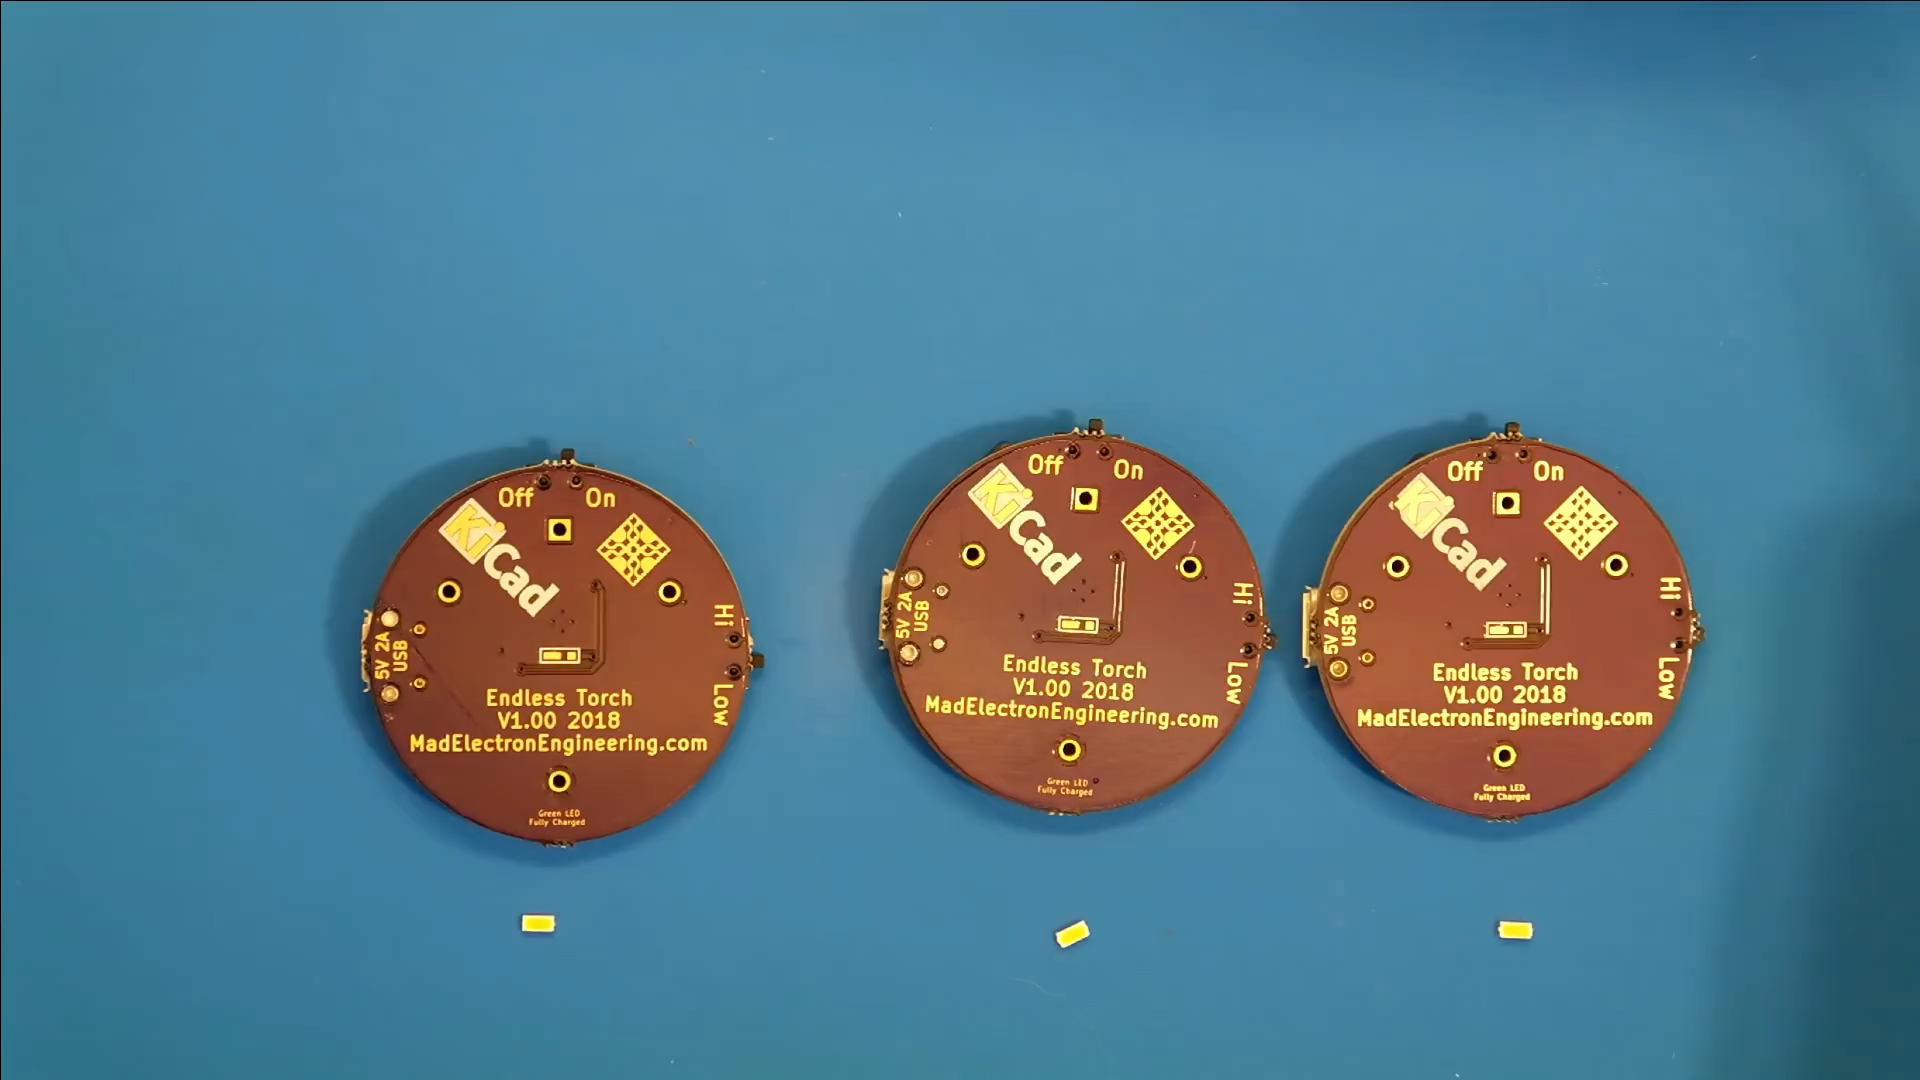 Off On
KiCad
Hi
5V 2A
USB
Low
Endless Torch
V1.00 2018
MadElectronEngineering.com
Green LED
Fully Charged
Off On
KiCad
Hi
5V 2A
USB
Low
Endless Torch
V1.00 2018
MadElectronEngineering.com
Green LED
Fully Charged
Off On
KiCad
Hi
5V 2A
USB
Low
Endless Torch
V1.00 2018
MadElectronEngineering.com
Green LED
Fully Charged